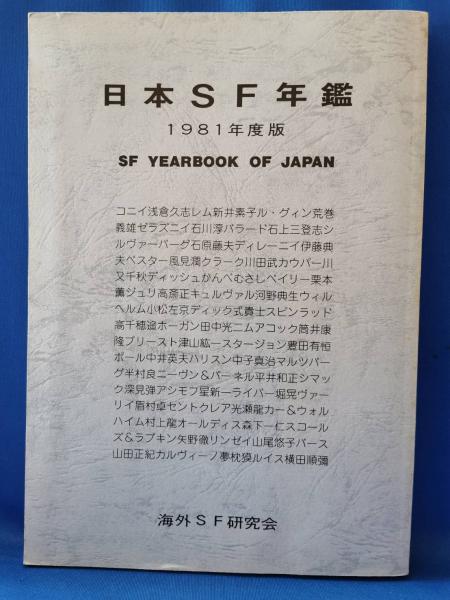 日本SF年鑑
1981年度版
SF YEARBOOK OF JAPAN
コニイ浅倉久志レム新井素子ル・グィン荒巻
義雄ゼラズニイ石川淳バラード石上三登志シ
ルヴァーバーグ石原藤夫ディレーニイ伊藤典
夫ベスター風見潤クラーク川田武カウパー川
又千秋ディッシュかんべむさしベイリー栗本
薫ジュリ高斎正キュルヴァル河野典生ウィル
ヘルム小松左京ディック式貴士スピンラッド
高千穂遙ホーガン田中光二ムアコック筒井康
隆プリースト津山紘一スタージョン豊田有恒
ポール中井英夫ハリスン中子真治マルツバー
グ半村良ニーヴン&パーネル平井和正シマッ
ク深見弾アシモフ星新一ライバー堀晃ヴァー
リイ眉村卓セントクレア光瀬龍カー&ウォル
ハイム村上龍オールディス森下一仁スコール
ズ&ラブキン矢野徹リンゼイ山尾悠子パース
山田正紀カルヴィーノ夢枕獏ルイス横田順彌
海外SF研究会